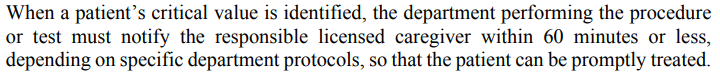 When a patient’s critical value is identified, the department performing the procedure
or test must notify the responsible licensed caregiver within 60 minutes or less,
depending on specific department protocols, so that the patient can be promptly treated.